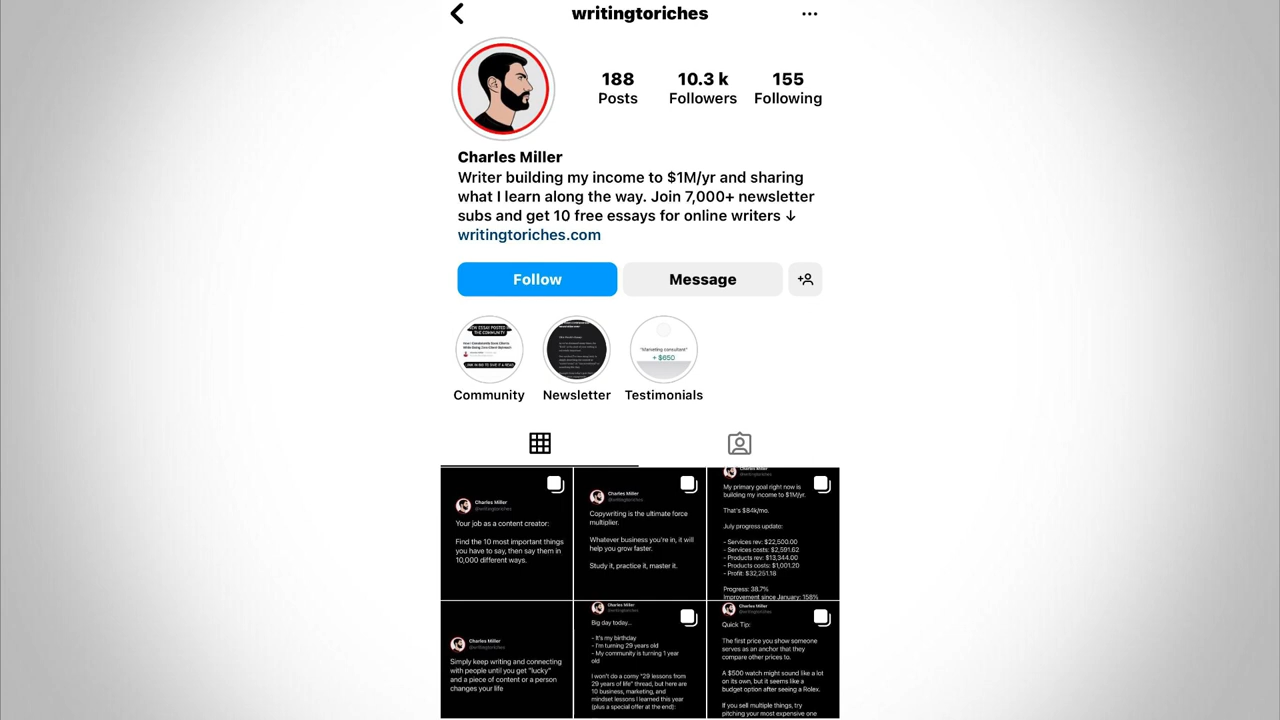 writingtoriches
188
10.3 k
155
Posts
Followers
Following
Charles Miller
Writer building my income to $1M/yr and sharing
what I learn along the way. Join 7,000+ newsletter
subs and get 10 free essays for online writers ↓
writingtoriches.com
Follow
Message
"Marketing consultant"
+ $650
Community
Newsletter
Testimonials
Charles Miller
@writingtoriches
Your job as a content creator:
Find the 10 most important things
you have to say, then say them in
10,000 different ways.
Charles Miller
@writingtoriches
Copywriting is the ultimate force
multiplier.
Whatever business you're in, it will
help you grow faster.
Study it, practice it, master it.
Charles Miller
@writingtoriches
My primary goal right now is
building my income to $1M/yr.
That's $84k/mo.
July progress update:
- Services rev: $22,500.00
- Services costs: $2,591.62
- Products rev: $13,344.00
- Products costs: $1,001.20
- Profit: $32,251.18
Progress: 38.7%
Improvement since January: 158%
Charles Miller
@writingtoriches
Simply keep writing and connecting
with people until you get "lucky"
and a piece of content or a person
changes your life
Charles Miller
@writingtoriches
Big day today...
- It's my birthday
- I'm turning 29 years old
- My community is turning 1 year
old
I won't do a corny "29 lessons from
29 years of life" thread, but here are
10 business, marketing, and
mindset lessons I learned this year
(plus a special offer at the end):
Charles Miller
@writingtoriches
Quick Tip:
The first price you show someone
serves as an anchor that they
compare other prices to.
A $500 watch might sound like a lot
on its own, but it seems like a
budget option after seeing a Rolex.
If you sell multiple things, try
pitching your most expensive one